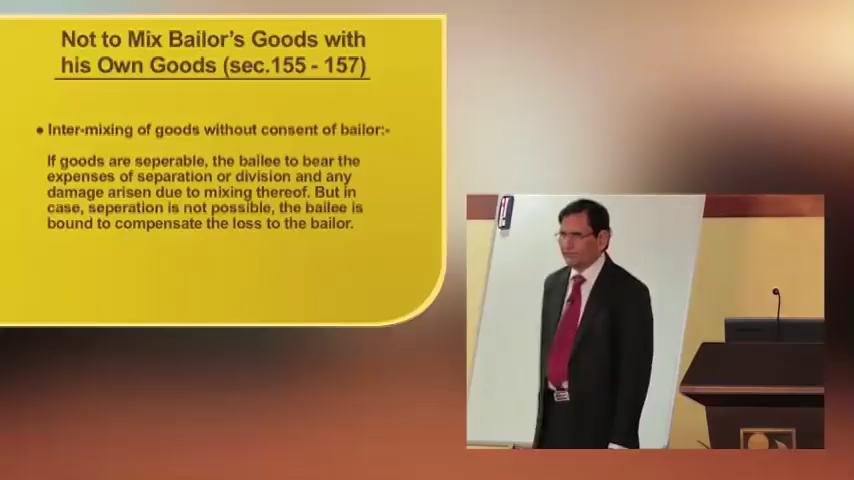 Not to Mix Bailor's Goods with
his Own Goods (sec.155 - 157)
● Inter-mixing of goods without consent of bailor:-
If goods are seperable, the bailee to bear the
expenses of separation or division and any
damage arisen due to mixing thereof. But in
case, seperation is not possible, the bailee is
bound to compensate the loss to the bailor.